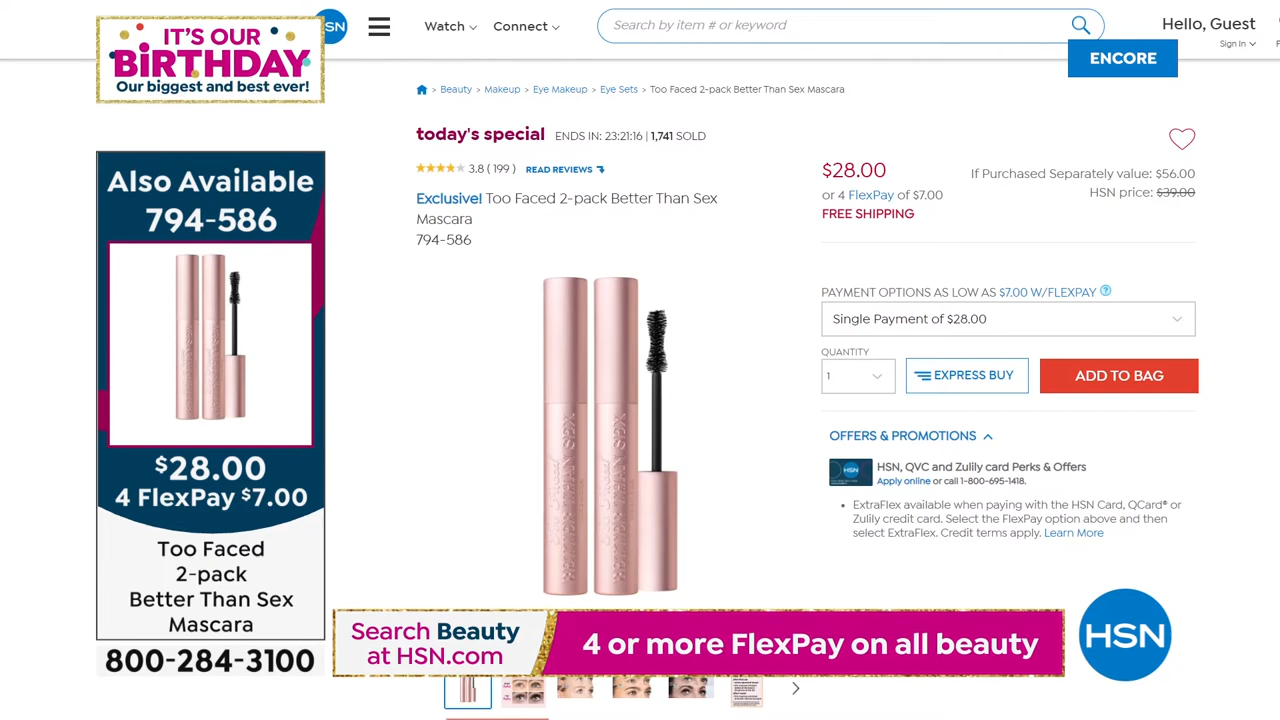 IT'S OUR
BiRTHDAY
Our biggest and best ever!
SN
Watch
Connect
Search by item # or keyword
Hello, Guest
Sign In
F
ENCORE
> Beauty > Makeup > Eye Makeup > Eye Sets > Too Faced 2-pack Better Than Sex Mascara
today's special ENDS IN: 23:21:16 | 1,741 SOLD
3.8 ( 199 ) READ REVIEWS
Exclusive! Too Faced 2-pack Better Than Sex
Mascara
794-586
$28.00
or 4 FlexPay of $7.00
FREE SHIPPING
If Purchased Separately value: $56.00
HSN price: $39.00
PAYMENT OPTIONS AS LOW AS $7.00 W/FLEXPAY ?
Single Payment of $28.00
QUANTITY
1
EXPRESS BUY
ADD TO BAG
OFFERS & PROMOTIONS
HSN
HSN, QVC and Zulily card Perks & Offers
Apply online or call 1-800-695-1418.
• ExtraFlex available when paying with the HSN Card, QCard® or
Zulily credit card. Select the FlexPay option above and then
select ExtraFlex. Credit terms apply. Learn More
Also Available
794-586
$28.00
4 FlexPay $7.00
Too Faced
2-pack
Better Than Sex
Mascara
800-284-3100
BETTER THAN SEX
BETTER THAN SEX
Search Beauty
at HSN.com
4 or more FlexPay on all beauty
HSN